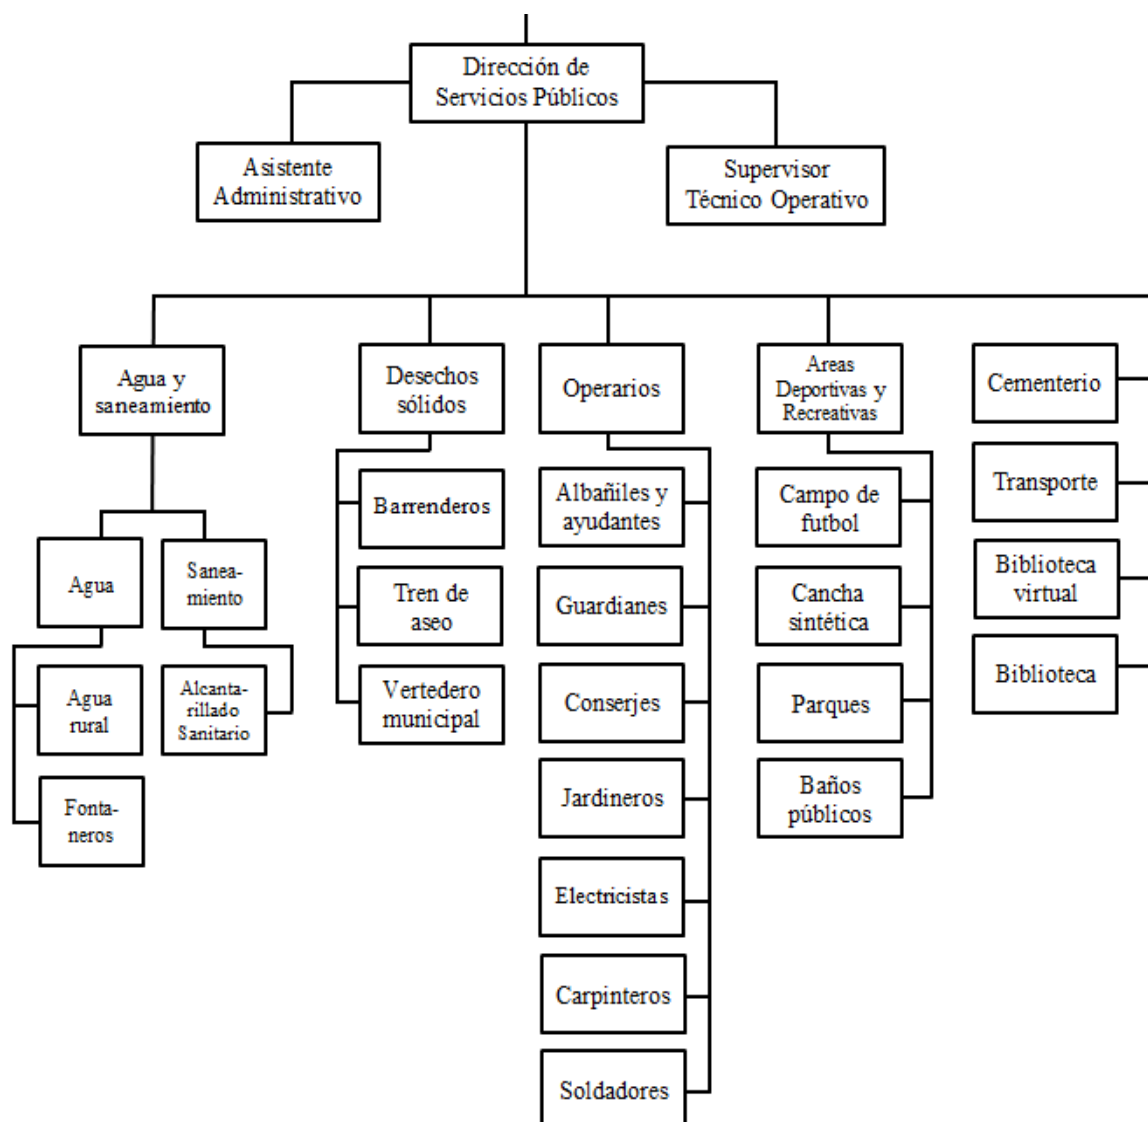 Dirección de
Servicios Públicos
Asistente
Administrativo
Supervisor
Técnico Operativo
Agua y
saneamiento
Desechos
sólidos
Operarios
Areas
Deportivas y
Recreativas
Cementerio
Agua
Sanea-
miento
Agua
rural
Alcanta-
rillado
Sanitario
Fonta-
neros
Barrenderos
Tren de
aseo
Vertedero
municipal
Albañiles y
ayudantes
Guardianes
Conserjes
Jardineros
Electricistas
Carpinteros
Soldadores
Campo de
futbol
Cancha
sintética
Parques
Baños
públicos
Transporte
Biblioteca
virtual
Biblioteca